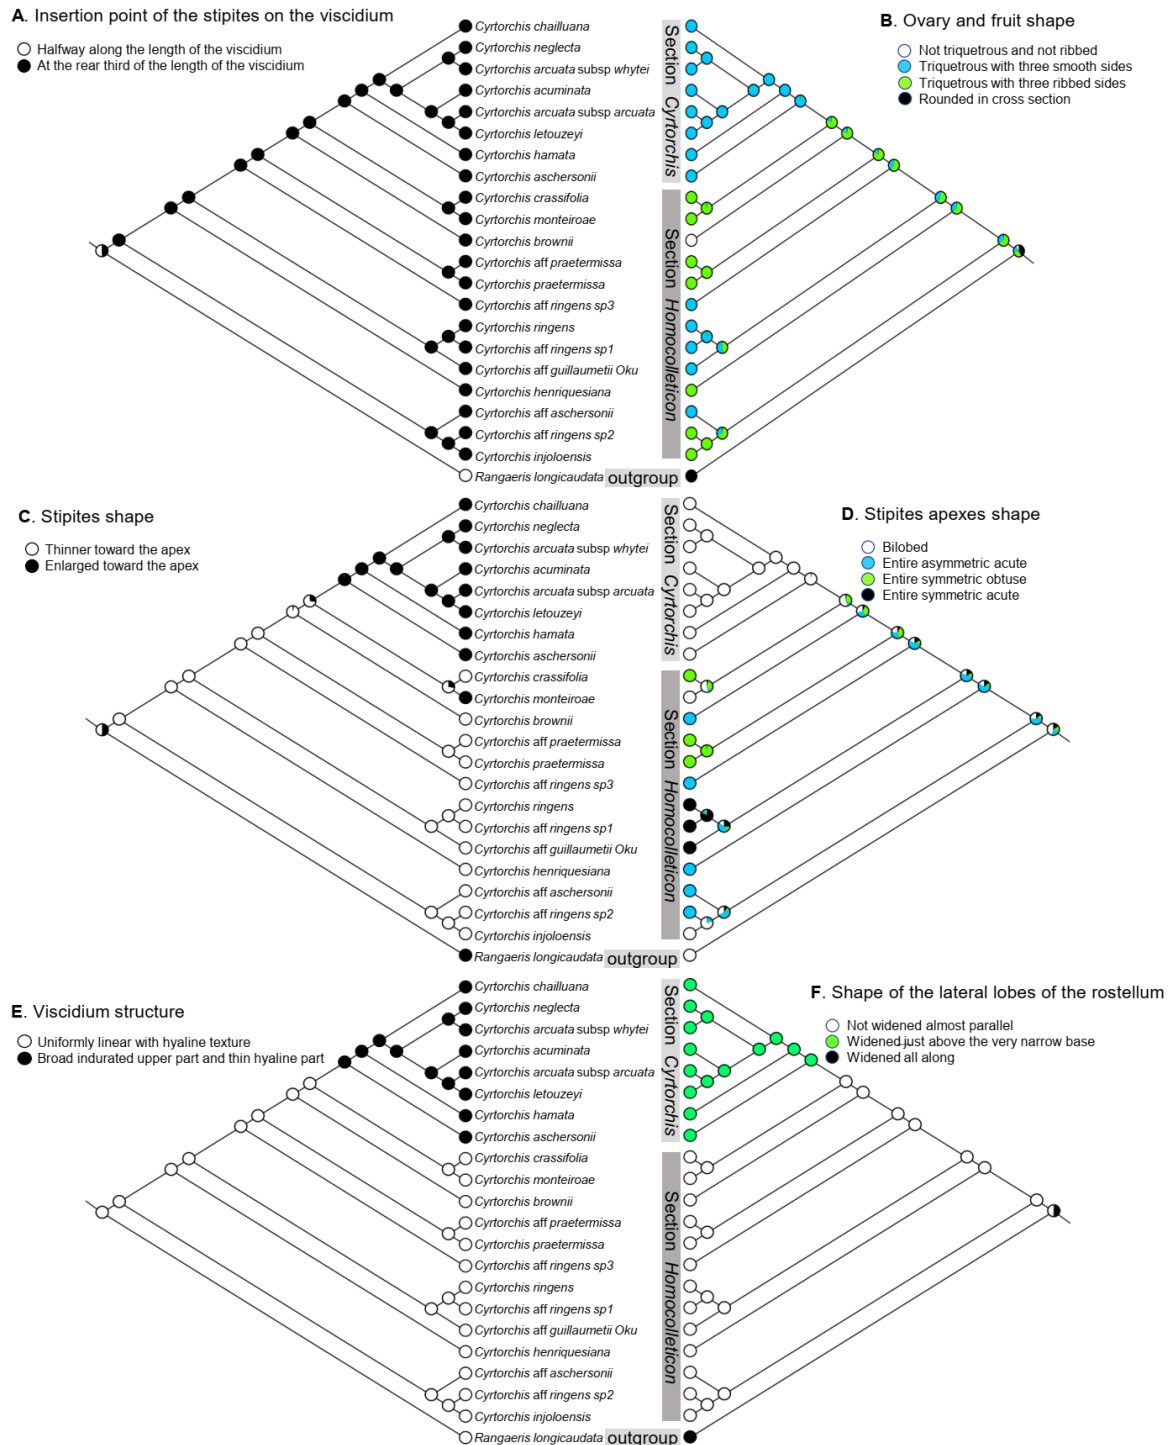 A. Insertion point of the stipites on the viscidium
Halfway along the length of the viscidium
At the rear third of the length of the viscidium
B. Ovary and fruit shape
Not triquetrous and not ribbed
Triquetrous with three smooth sides
Triquetrous with three ribbed sides
Rounded in cross section
Cyrtorchis chailluana
Cyrtorchis neglecta
Cyrtorchis arcuata subsp whytei
Cyrtorchis acuminata
Cyrtorchis arcuata subsp arcuata
Cyrtorchis letouzeyi
Cyrtorchis hamata
Cyrtorchis aschersonii
Cyrtorchis crassifolia
Cyrtorchis monteiroae
Cyrtorchis brownii
Cyrtorchis aff praetermissa
Cyrtorchis praetermissa
Cyrtorchis aff ringens sp3
Cyrtorchis ringens
Cyrtorchis aff ringens sp1
Cyrtorchis aff guillaumetii Oku
Cyrtorchis henriquesiana
Cyrtorchis aff aschersonii
Cyrtorchis aff ringens sp2
Cyrtorchis injoloensis
Rangaeris longicaudata
Section Cyrtorchis
Section Homocolleticon
outgroup
C. Stipites shape
Thinner toward the apex
Enlarged toward the apex
D. Stipites apexes shape
Bilobed
Entire asymmetric acute
Entire symmetric obtuse
Entire symmetric acute
Cyrtorchis chailluana
Cyrtorchis neglecta
Cyrtorchis arcuata subsp whytei
Cyrtorchis acuminata
Cyrtorchis arcuata subsp arcuata
Cyrtorchis letouzeyi
Cyrtorchis hamata
Cyrtorchis aschersonii
Cyrtorchis crassifolia
Cyrtorchis monteiroae
Cyrtorchis brownii
Cyrtorchis aff praetermissa
Cyrtorchis praetermissa
Cyrtorchis aff ringens sp3
Cyrtorchis ringens
Cyrtorchis aff ringens sp1
Cyrtorchis aff guillaumetii Oku
Cyrtorchis henriquesiana
Cyrtorchis aff aschersonii
Cyrtorchis aff ringens sp2
Cyrtorchis injoloensis
Rangaeris longicaudata
Section Cyrtorchis
Section Homocolleticon
outgroup
E. Viscidium structure
Uniformly linear with hyaline texture
Broad indurated upper part and thin hyaline part
F. Shape of the lateral lobes of the rostellum
Not widened almost parallel
Widened just above the very narrow base
Widened all along
Cyrtorchis chailluana
Cyrtorchis neglecta
Cyrtorchis arcuata subsp whytei
Cyrtorchis acuminata
Cyrtorchis arcuata subsp arcuata
Cyrtorchis letouzeyi
Cyrtorchis hamata
Cyrtorchis aschersonii
Cyrtorchis crassifolia
Cyrtorchis monteiroae
Cyrtorchis brownii
Cyrtorchis aff praetermissa
Cyrtorchis praetermissa
Cyrtorchis aff ringens sp3
Cyrtorchis ringens
Cyrtorchis aff ringens sp1
Cyrtorchis aff guillaumetii Oku
Cyrtorchis henriquesiana
Cyrtorchis aff aschersonii
Cyrtorchis aff ringens sp2
Cyrtorchis injoloensis
Rangaeris longicaudata
Section Cyrtorchis
Section Homocolleticon
outgroup